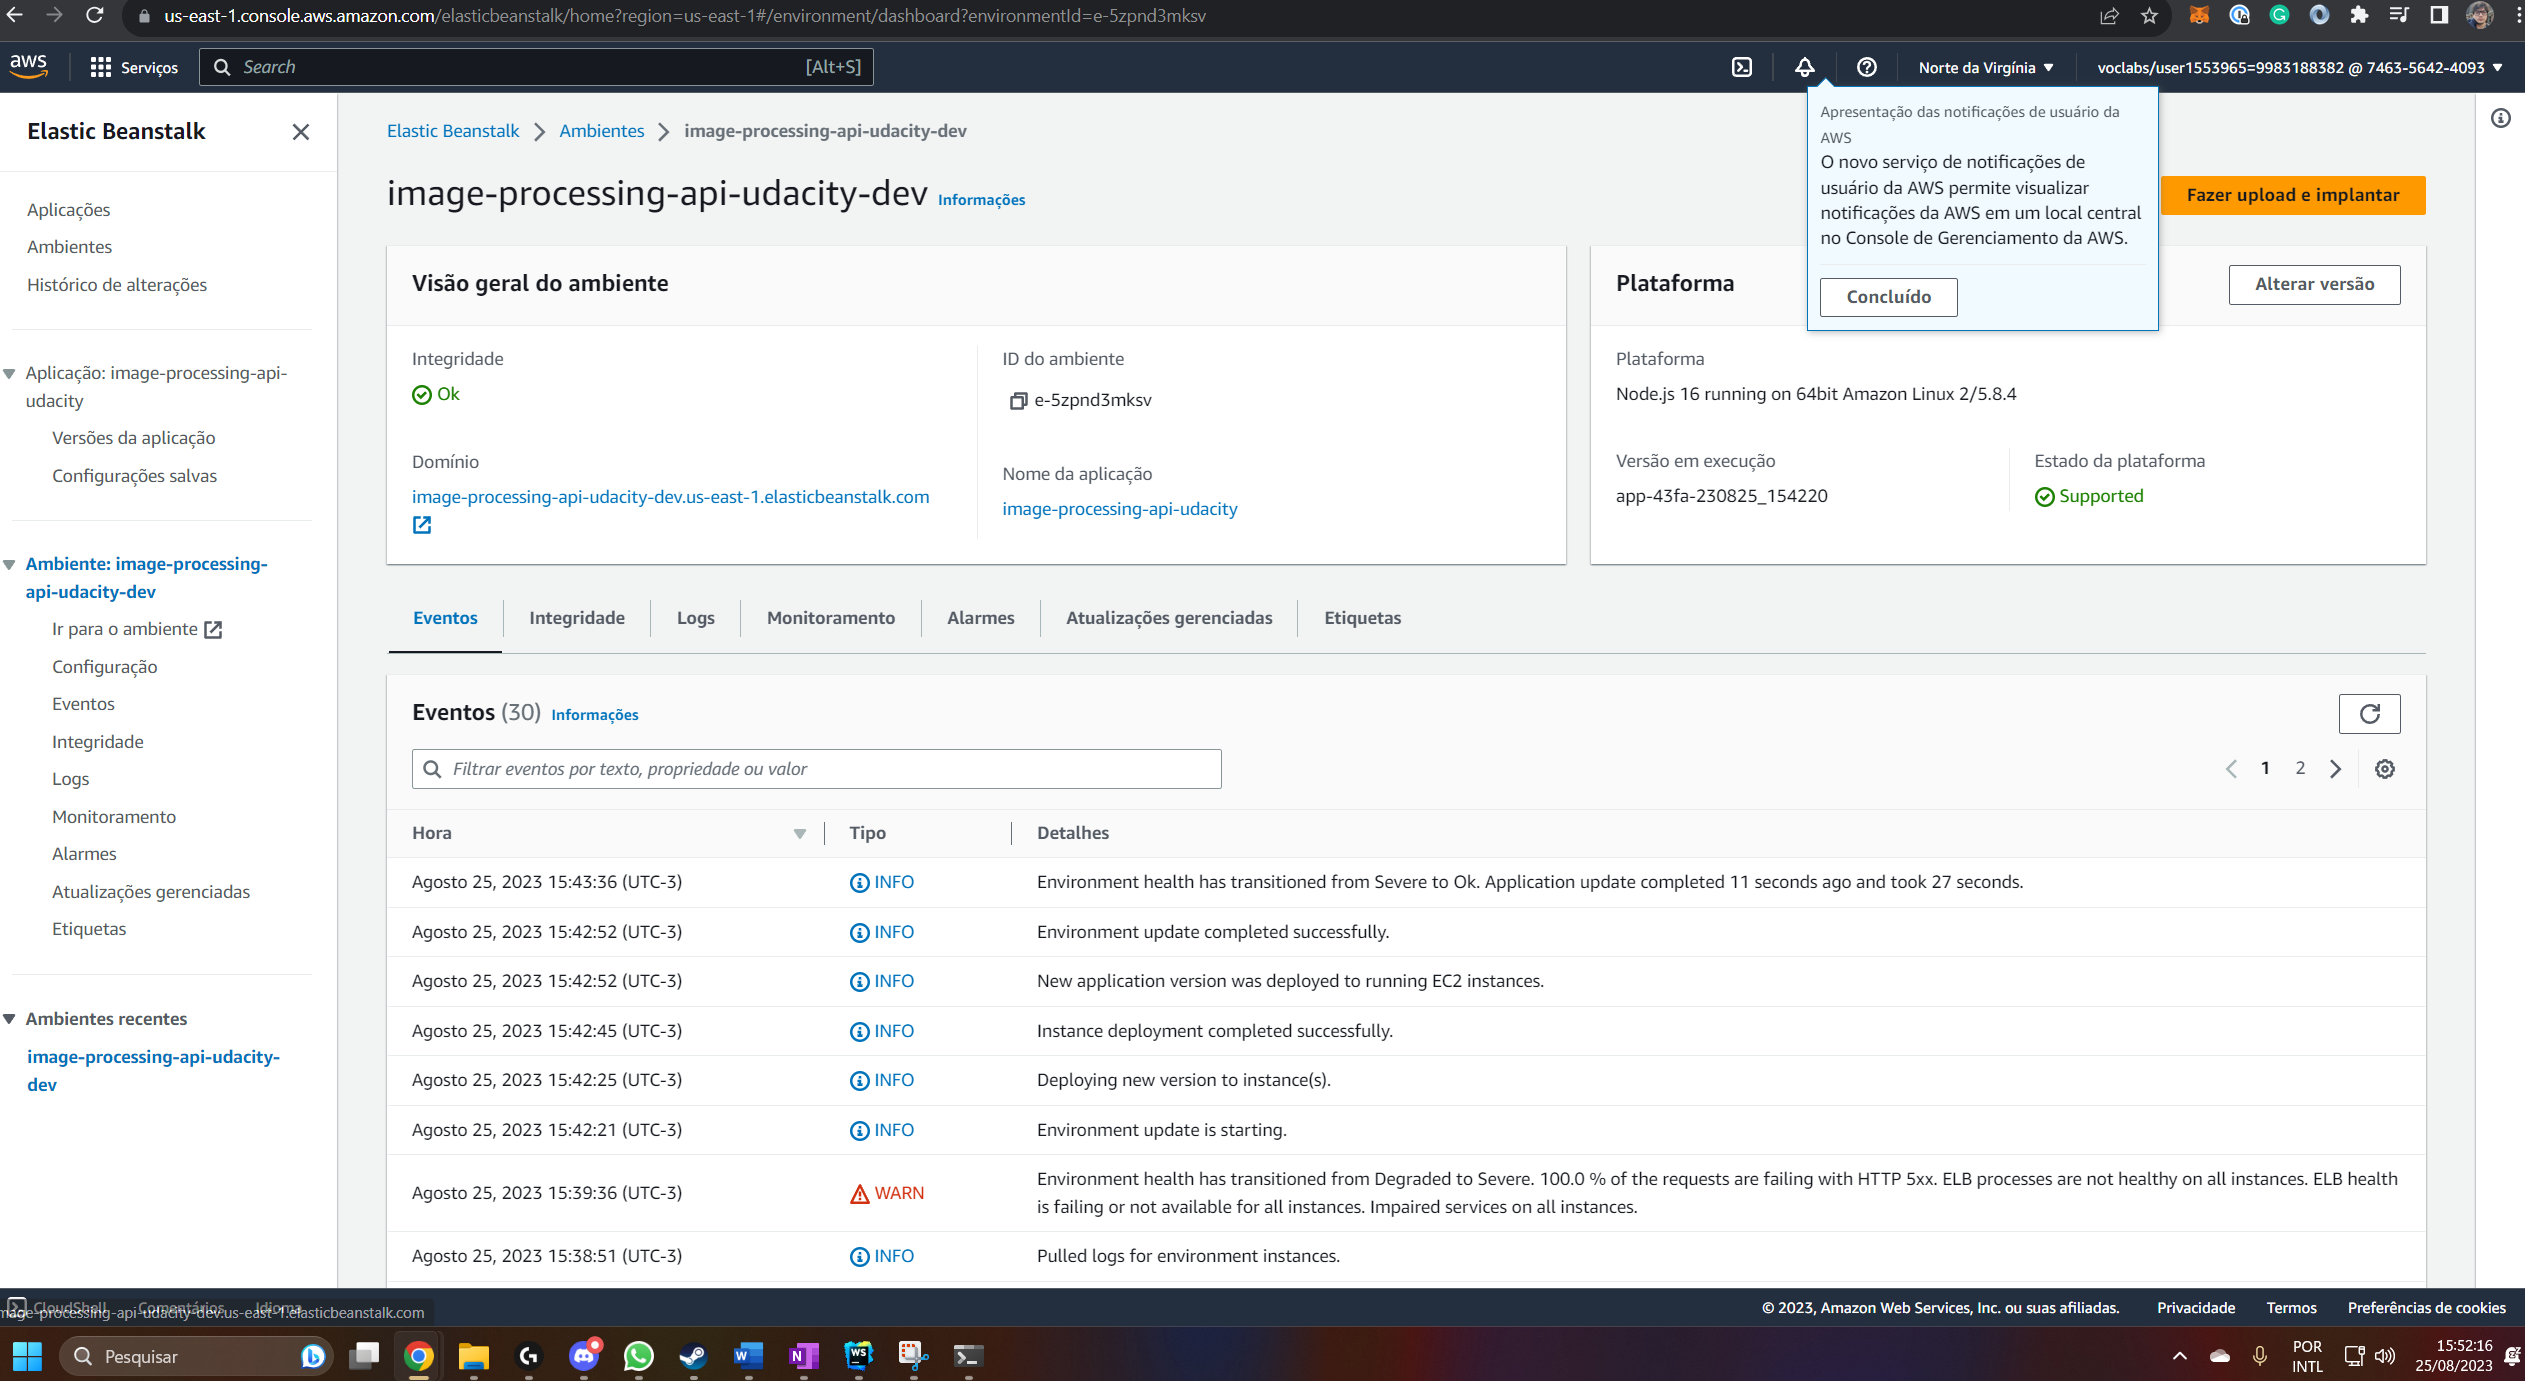 us-east-1.console.aws.amazon.com/elasticbeanstalk/home?region=us-east-1#/environment/dashboard?environmentId=e-5zpnd3mksv
aws
Serviços
Search
[Alt+S]
Norte da Virgínia
voclabs/user1553965=9983188382 @ 7463-5642-4093
Apresentação das notificações de usuário da
AWS
O novo serviço de notificações de
usuário da AWS permite visualizar
notificações da AWS em um local central
no Console de Gerenciamento da AWS.
Concluído
Elastic Beanstalk
Aplicações
Ambientes
Histórico de alterações
Aplicação: image-processing-api-
udacity
Versões da aplicação
Configurações salvas
Ambiente: image-processing-
api-udacity-dev
Ir para o ambiente
Configuração
Eventos
Integridade
Logs
Monitoramento
Alarmes
Atualizações gerenciadas
Etiquetas
Ambientes recentes
image-processing-api-udacity-
dev
Elastic Beanstalk > Ambientes > image-processing-api-udacity-dev
image-processing-api-udacity-dev Informações
Fazer upload e implantar
Visão geral do ambiente
Integridade
Ok
Domínio
image-processing-api-udacity-dev.us-east-1.elasticbeanstalk.com
ID do ambiente
e-5zpnd3mksv
Nome da aplicação
image-processing-api-udacity
Plataforma
Alterar versão
Plataforma
Node.js 16 running on 64bit Amazon Linux 2/5.8.4
Versão em execução
app-43fa-230825_154220
Estado da plataforma
Supported
Eventos Integridade Logs Monitoramento Alarmes Atualizações gerenciadas Etiquetas
Eventos (30) Informações
Filtrar eventos por texto, propriedade ou valor
1 2
Hora Tipo Detalhes
Agosto 25, 2023 15:43:36 (UTC-3) INFO Environment health has transitioned from Severe to Ok. Application update completed 11 seconds ago and took 27 seconds.
Agosto 25, 2023 15:42:52 (UTC-3) INFO Environment update completed successfully.
Agosto 25, 2023 15:42:52 (UTC-3) INFO New application version was deployed to running EC2 instances.
Agosto 25, 2023 15:42:45 (UTC-3) INFO Instance deployment completed successfully.
Agosto 25, 2023 15:42:25 (UTC-3) INFO Deploying new version to instance(s).
Agosto 25, 2023 15:42:21 (UTC-3) INFO Environment update is starting.
Agosto 25, 2023 15:39:36 (UTC-3) WARN Environment health has transitioned from Degraded to Severe. 100.0 % of the requests are failing with HTTP 5xx. ELB processes are not healthy on all instances. ELB health
is failing or not available for all instances. Impaired services on all instances.
Agosto 25, 2023 15:38:51 (UTC-3) INFO Pulled logs for environment instances.
CloudShell Comentários Idioma
mage-processing-api-udacity-dev.us-east-1.elasticbeanstalk.com
© 2023, Amazon Web Services, Inc. ou suas afiliadas. Privacidade Termos Preferências de cookies
Pesquisar
POR
INTL
15:52:16
25/08/2023